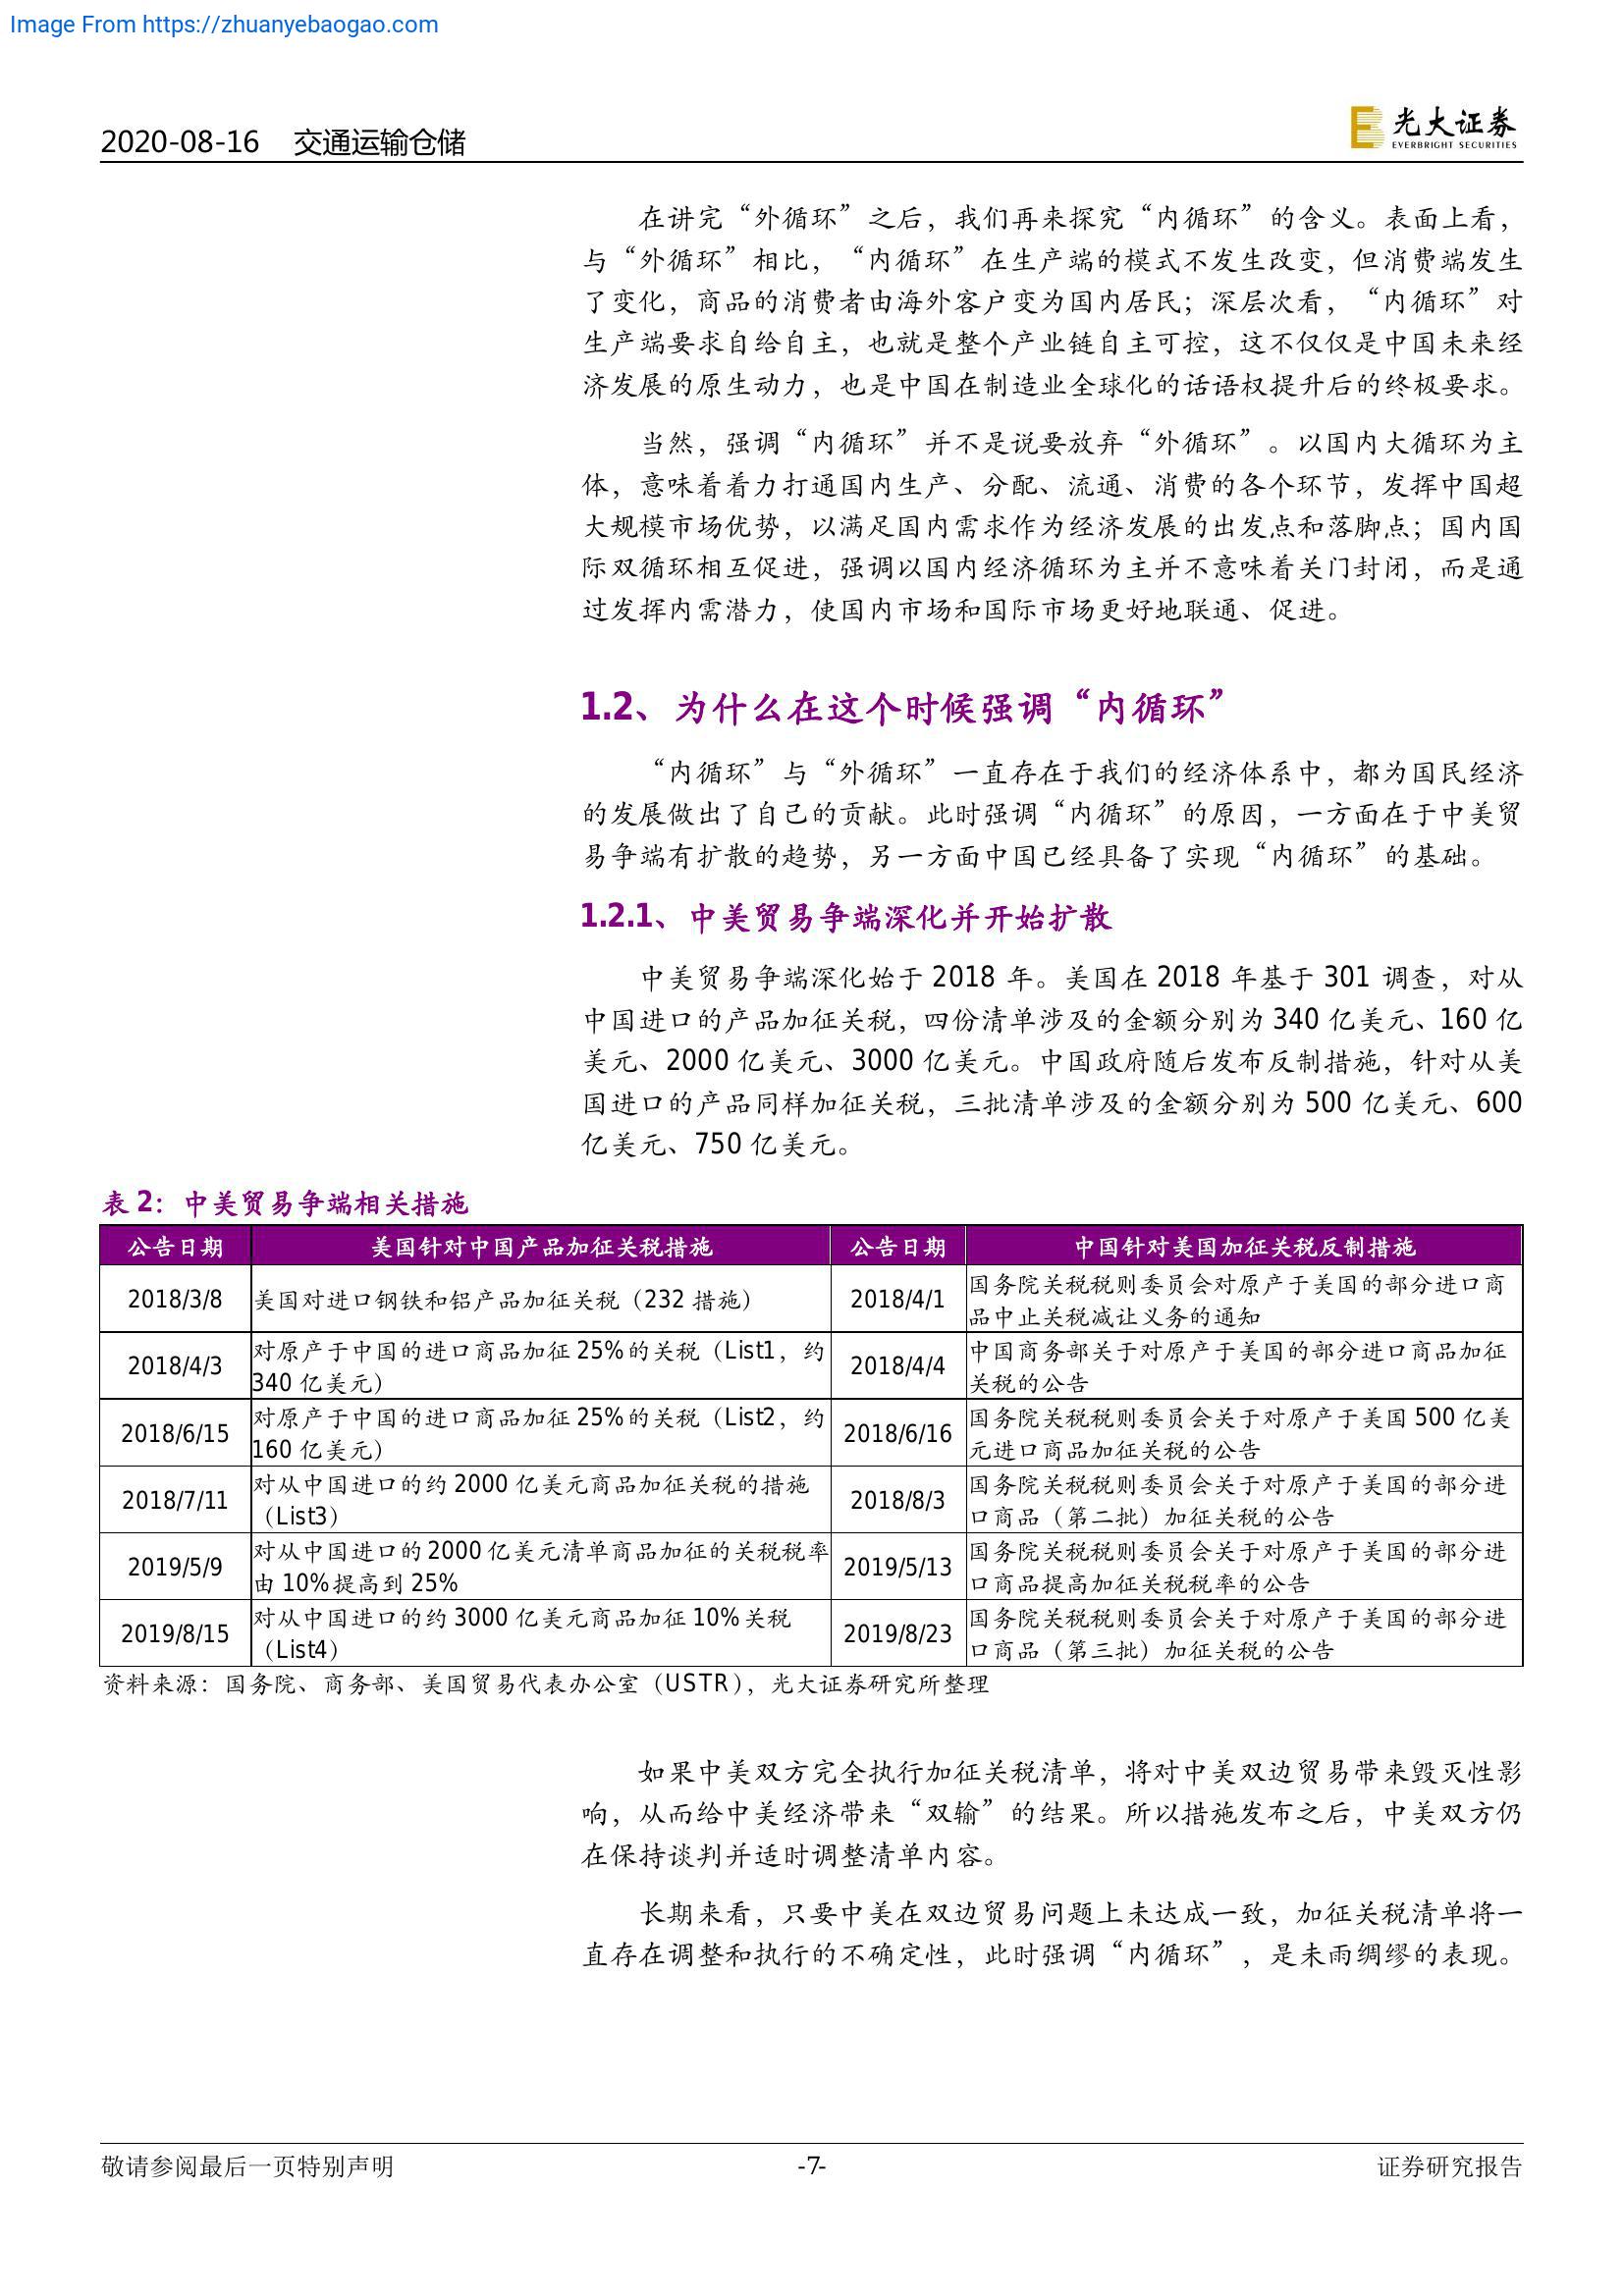 Image From https://zhuanyebaogao.com
2020-08-16 交通运输仓储
光大证券
EVERBRIGHT SECURITIES
在讲完“外循环”之后，我们再来探究“内循环”的含义。表面上看，
与“外循环”相比，“内循环”在生产端的模式不发生改变，但消费端发生
了变化，商品的消费者由海外客户变为国内居民；深层次看，“内循环”对
生产端要求自给自主，也就是整个产业链自主可控，这不仅仅是中国未来经
济发展的原生动力，也是中国在制造业全球化的话语权提升后的终极要求。
当然，强调“内循环”并不是说要放弃“外循环”。以国内大循环为主
体，意味着着力打通国内生产、分配、流通、消费的各个环节，发挥中国超
大规模市场优势，以满足国内需求作为经济发展的出发点和落脚点；国内国
际双循环相互促进，强调以国内经济循环为主并不意味着关门封闭，而是通
过发挥内需潜力，使国内市场和国际市场更好地联通、促进。
1.2、为什么在这个时候强调“内循环”
“内循环”与“外循环”一直存在于我们的经济体系中，都为国民经济
的发展做出了自己的贡献。此时强调“内循环”的原因，一方面在于中美贸
易争端有扩散的趋势，另一方面中国已经具备了实现“内循环”的基础。
1.2.1、中美贸易争端深化并开始扩散
中美贸易争端深化始于 2018 年。美国在 2018 年基于 301 调查，对从
中国进口的产品加征关税，四份清单涉及的金额分别为 340 亿美元、160 亿
美元、2000 亿美元、3000 亿美元。中国政府随后发布反制措施，针对从美
国进口的产品同样加征关税，三批清单涉及的金额分别为 500 亿美元、600
亿美元、750 亿美元。
表 2：中美贸易争端相关措施
公告日期 美国针对中国产品加征关税措施 公告日期 中国针对美国加征关税反制措施
2018/3/8 美国对进口钢铁和铝产品加征关税（232 措施） 2018/4/1 国务院关税税则委员会对原产于美国的部分进口商
品中止关税减让义务的通知
2018/4/3 对原产于中国的进口商品加征 25%的关税（List1，约
340 亿美元） 2018/4/4 中国商务部关于对原产于美国的部分进口商品加征
关税的公告
2018/6/15 对原产于中国的进口商品加征 25%的关税（List2，约
160 亿美元） 2018/6/16 国务院关税税则委员会关于对原产于美国 500 亿美
元进口商品加征关税的公告
2018/7/11 对从中国进口的约 2000 亿美元商品加征关税的措施
（List3） 2018/8/3 国务院关税税则委员会关于对原产于美国的部分进
口商品（第二批）加征关税的公告
2019/5/9 对从中国进口的 2000 亿美元清单商品加征的关税税率
由 10%提高到 25% 2019/5/13 国务院关税税则委员会关于对原产于美国的部分进
口商品提高加征关税税率的公告
2019/8/15 对从中国进口的约 3000 亿美元商品加征 10%关税
（List4） 2019/8/23 国务院关税税则委员会关于对原产于美国的部分进
口商品（第三批）加征关税的公告
资料来源：国务院、商务部、美国贸易代表办公室（USTR），光大证券研究所整理
如果中美双方完全执行加征关税清单，将对中美双边贸易带来毁灭性影
响，从而给中美经济带来“双输”的结果。所以措施发布之后，中美双方仍
在保持谈判并适时调整清单内容。
长期来看，只要中美在双边贸易问题上未达成一致，加征关税清单将一
直存在调整和执行的不确定性，此时强调“内循环”，是未雨绸缪的表现。
敬请参阅最后一页特别声明 -7- 证券研究报告